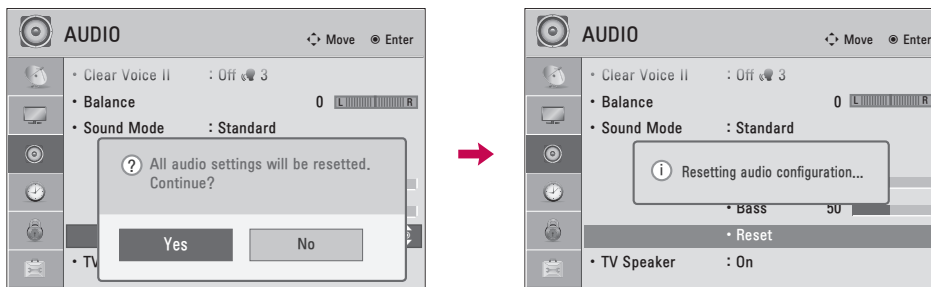 AUDIO
Move
Enter
• Clear Voice II : Off 3
• Balance 0 L R
• Sound Mode : Standard
? All audio settings will be resetted.
Continue?
Yes No
• TV
AUDIO
Move
Enter
• Clear Voice II : Off 3
• Balance 0 L R
• Sound Mode : Standard
i Resetting audio configuration...
• Bass 50
• Reset
• TV Speaker : On